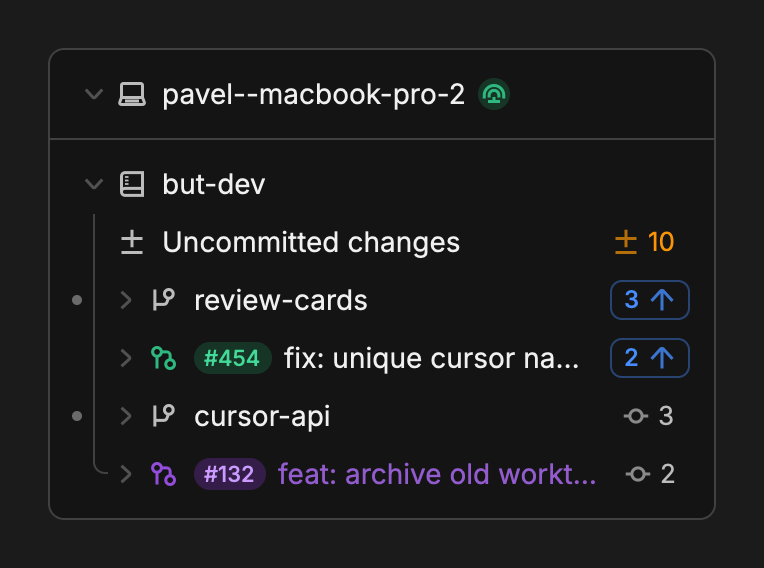 pavel--macbook-pro-2
but-dev
Uncommitted changes ± 10
review-cards 3 ↑
#454 fix: unique cursor na... 2 ↑
cursor-api 3
#132 feat: archive old workt... 2